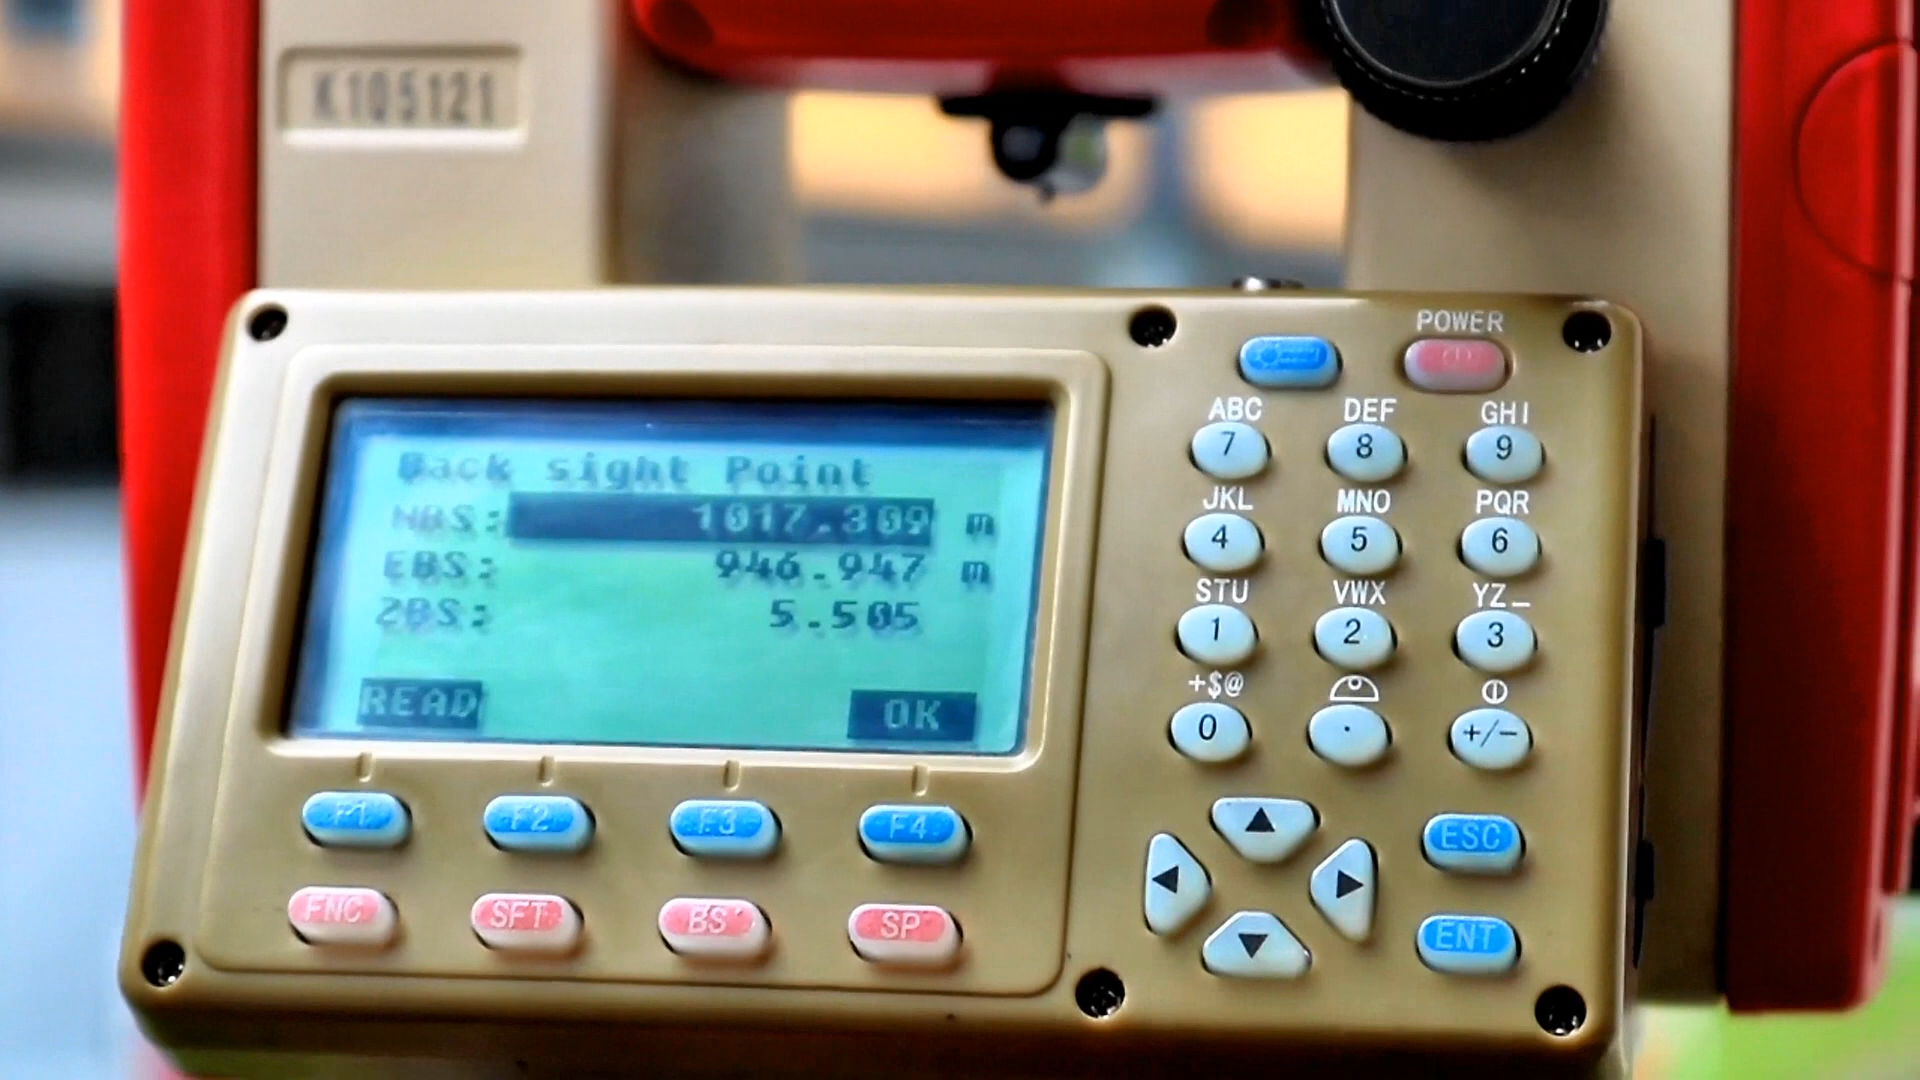 K105121
Back sight Point
NBS: 1017.309 m
EBS: 946.947 m
ZBS: 5.505
READ OK
F1 F2 F3 F4
FNC SFT BS SP
POWER
ABC DEF GHI
7 8 9
JKL MNO PQR
4 5 6
STU VWX YZ_
1 2 3
+$@
0 . +/-
ESC
ENT